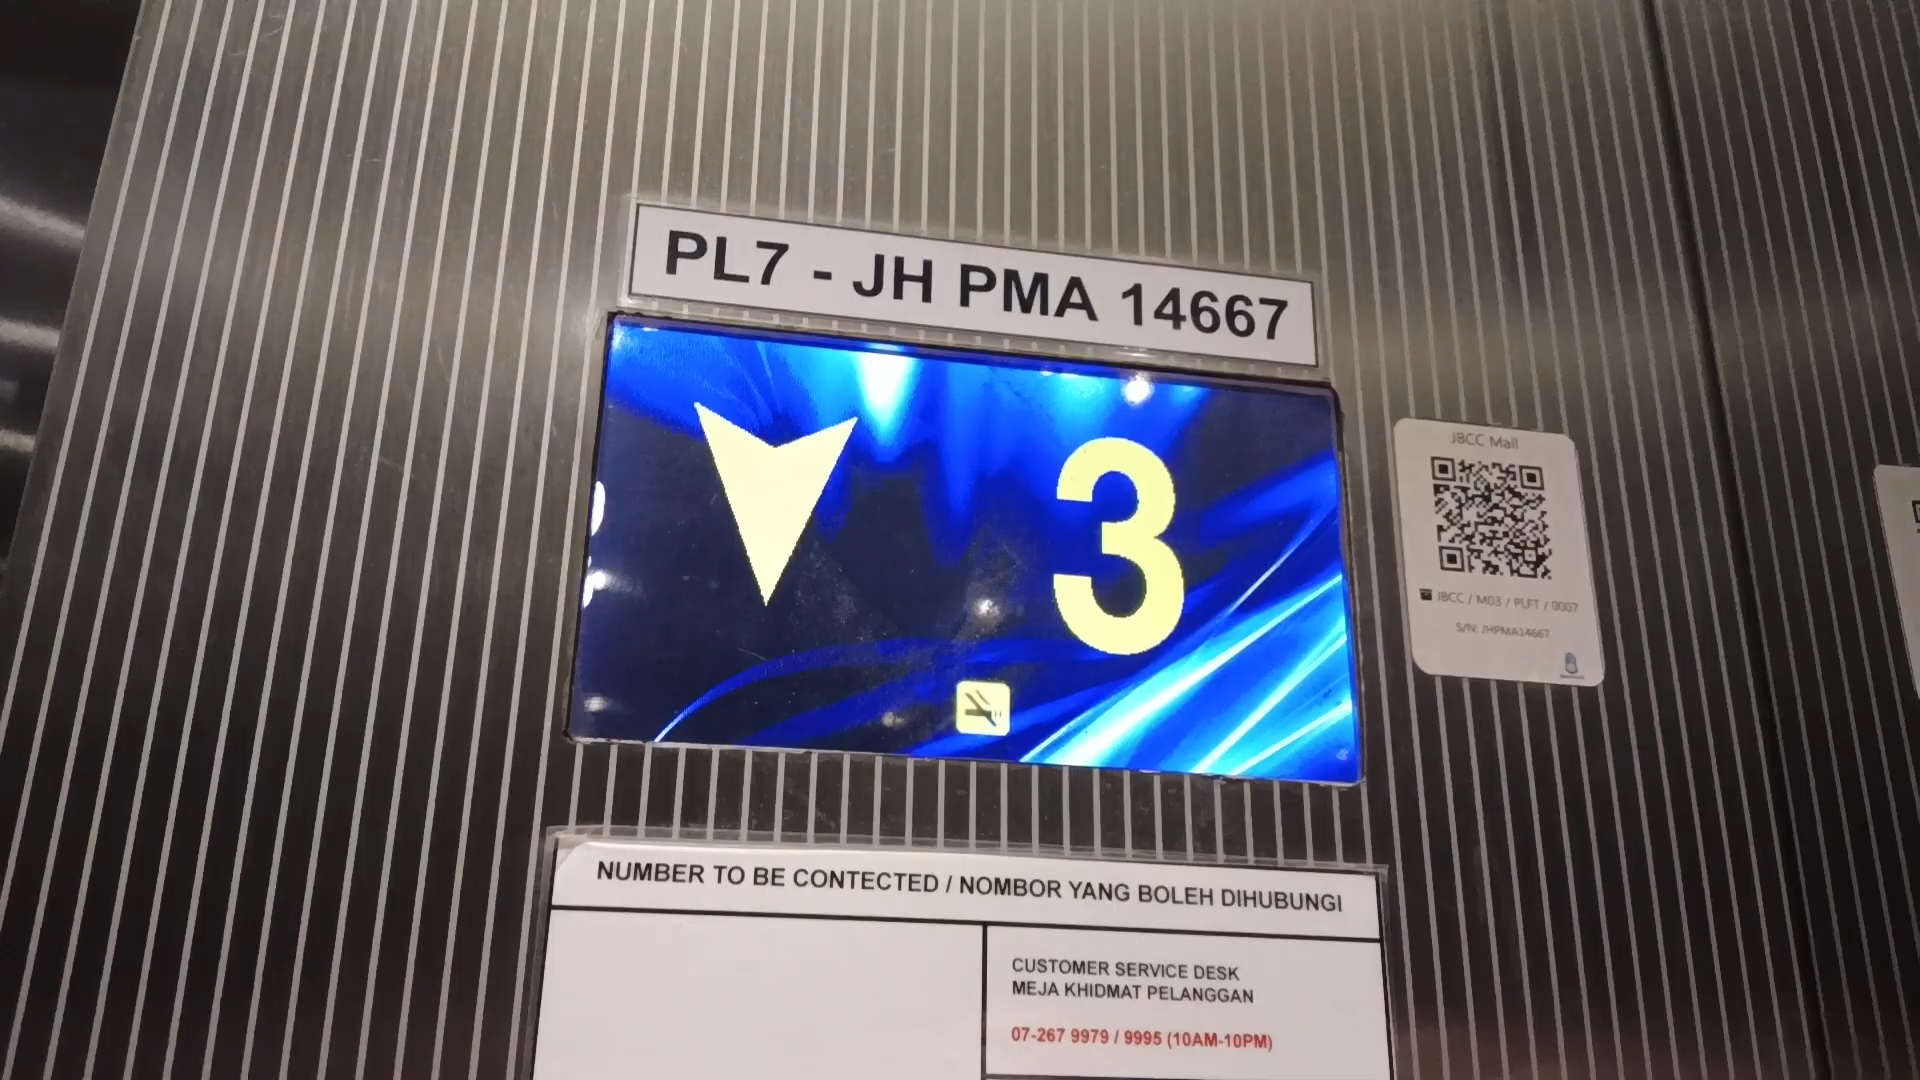 PL7 - JH PMA 14667
3
JBCC Mall
JBCC / M03 / PLFT / 0007
S/N: JHPMA14667
NUMBER TO BE CONTECTED / NOMBOR YANG BOLEH DIHUBUNGI
CUSTOMER SERVICE DESK
MEJA KHIDMAT PELANGGAN
07-267 9979 / 9995 (10AM-10PM)